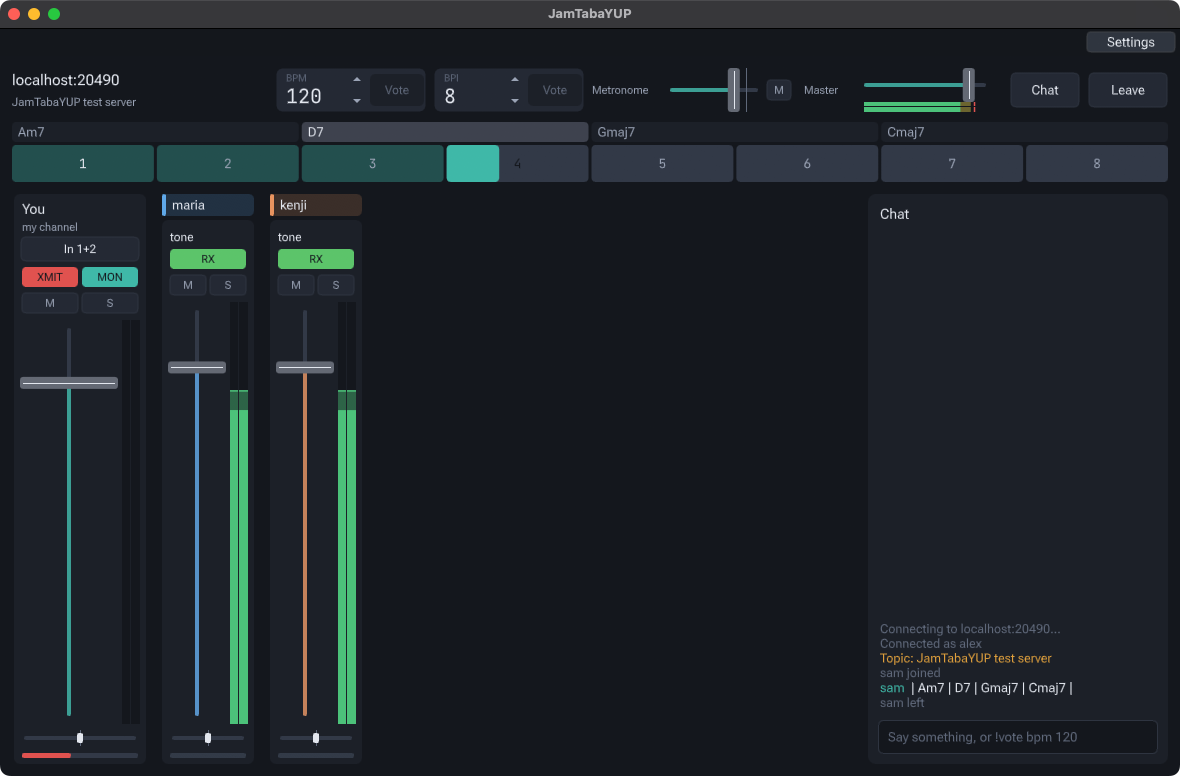 JamTabaYUP
Settings
localhost:20490
JamTabaYUP test server
BPM
120
Vote
BPI
8
Vote
Metronome
M
Master
Chat
Leave
Am7
D7
Gmaj7
Cmaj7
1
2
3
4
5
6
7
8
You
my channel
In 1+2
XMIT
MON
M
S
maria
tone
RX
M
S
kenji
tone
RX
M
S
Chat
Connecting to localhost:20490...
Connected as alex
Topic: JamTabaYUP test server
sam joined
sam | Am7 | D7 | Gmaj7 | Cmaj7 |
sam left
Say something, or !vote bpm 120